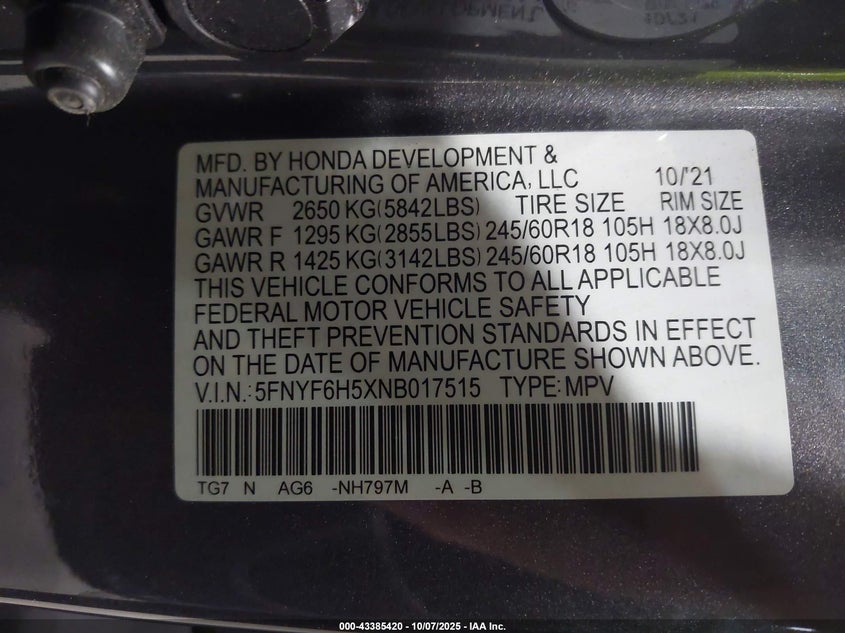 MFD. BY HONDA DEVELOPMENT &
MANUFACTURING OF AMERICA, LLC 10/'21
GVWR 2650 KG(5842LBS) TIRE SIZE RIM SIZE
GAWR F 1295 KG(2855LBS) 245/60R18 105H 18X8.0J
GAWR R 1425 KG(3142LBS) 245/60R18 105H 18X8.0J
THIS VEHICLE CONFORMS TO ALL APPLICABLE
FEDERAL MOTOR VEHICLE SAFETY
AND THEFT PREVENTION STANDARDS IN EFFECT
ON THE DATE OF MANUFACTURE SHOWN ABOVE.
V.I.N.: 5FNYF6H5XNB017515 TYPE: MPV
TG7 N AG6 -NH797M -A -B
000-43385420 - 10/07/2025 - IAA Inc.